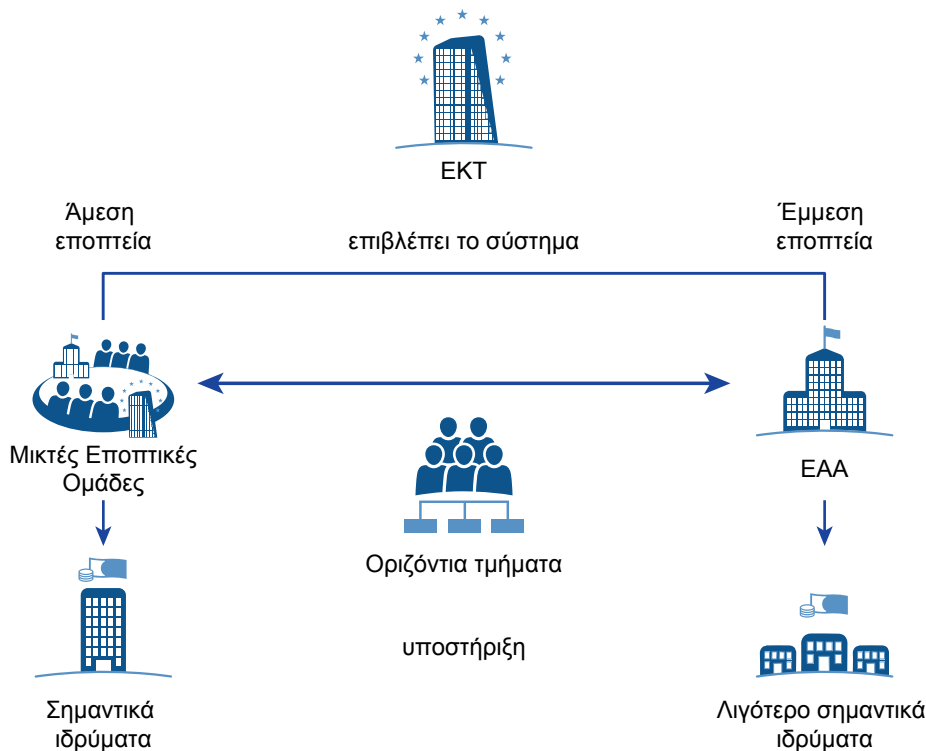 ΕΚΤ
Άμεση
εποπτεία
επιβλέπει το σύστημα
Έμμεση
εποπτεία
Μικτές Εποπτικές
Ομάδες
ΕΑΑ
Οριζόντια τμήματα
υποστήριξη
Σημαντικά
ιδρύματα
Λιγότερο σημαντικά
ιδρύματα